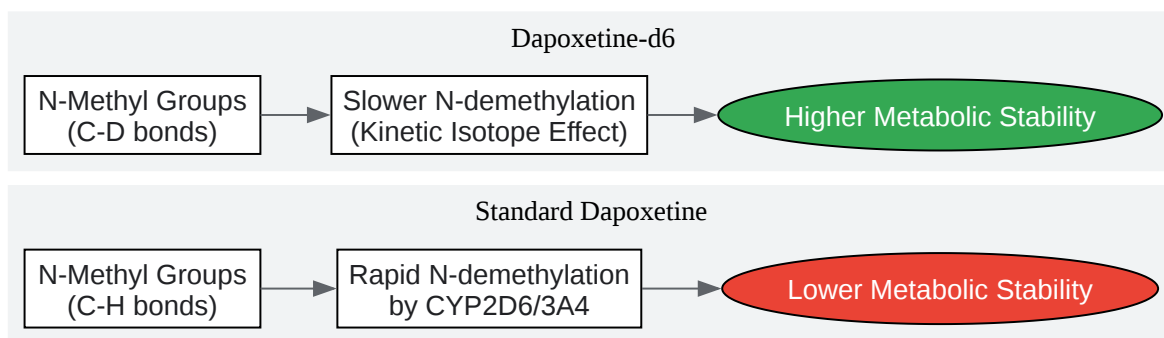 Dapoxetine-d6
N-Methyl Groups
(C-D bonds)
Slower N-demethylation
(Kinetic Isotope Effect)
Higher Metabolic Stability
Standard Dapoxetine
N-Methyl Groups
(C-H bonds)
Rapid N-demethylation
by CYP2D6/3A4
Lower Metabolic Stability